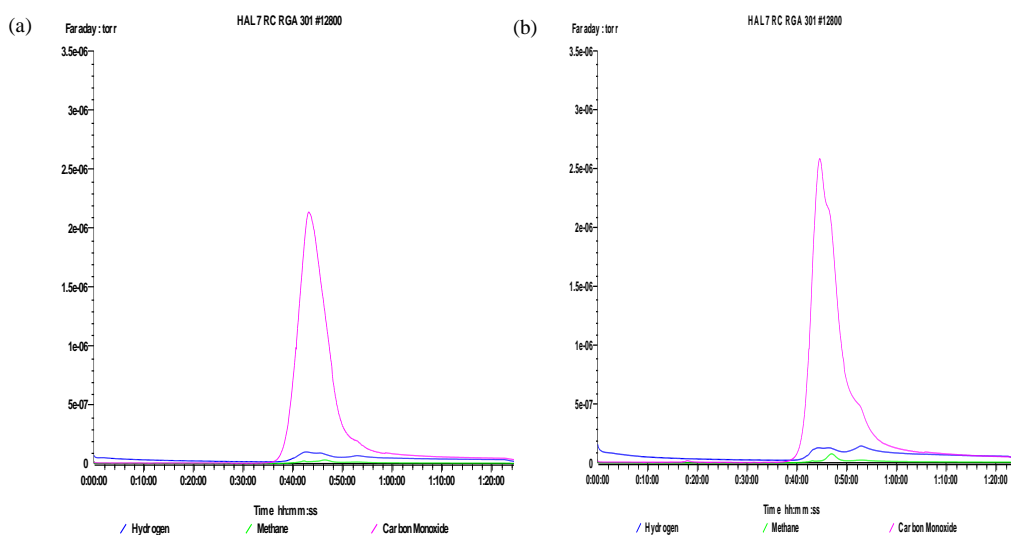 (a)
HAL 7 RC RGA 301 #12800
Faraday : torr
3.5e-06
3e-06
2.5e-06
2e-06
1.5e-06
1e-06
5e-07
0
0:00:00 0:10:00 0:20:00 0:30:00 0:40:00 0:50:00 1:00:00 1:10:00 1:20:00
Time hh:mm:ss
Hydrogen Methane Carbon Monoxide
(b)
HAL 7 RC RGA 301 #12800
Faraday : torr
3.5e-06
3e-06
2.5e-06
2e-06
1.5e-06
1e-06
5e-07
0
0:00:00 0:10:00 0:20:00 0:30:00 0:40:00 0:50:00 1:00:00 1:10:00 1:20:00
Time hh:mm:ss
Hydrogen Methane Carbon Monoxide